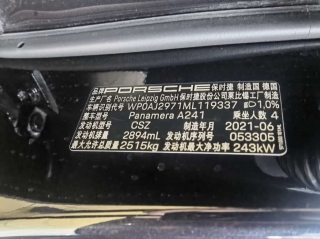 品牌 PORSCHE 保时捷 制造国 德国
生产厂名 Porsche Leipzig GmbH 保时捷股份公司莱比锡工厂制造
车辆识别代号 WP0AJ2971ML119337 ≤1,0%
整车型号 Panamera A241 乘坐人数 4
发动机型号 CSZ 制造年月 2021-06
发动机排量 2894mL 发动机序号 053305
最大允许总质量 2515kg 发动机最大净功率 243kW